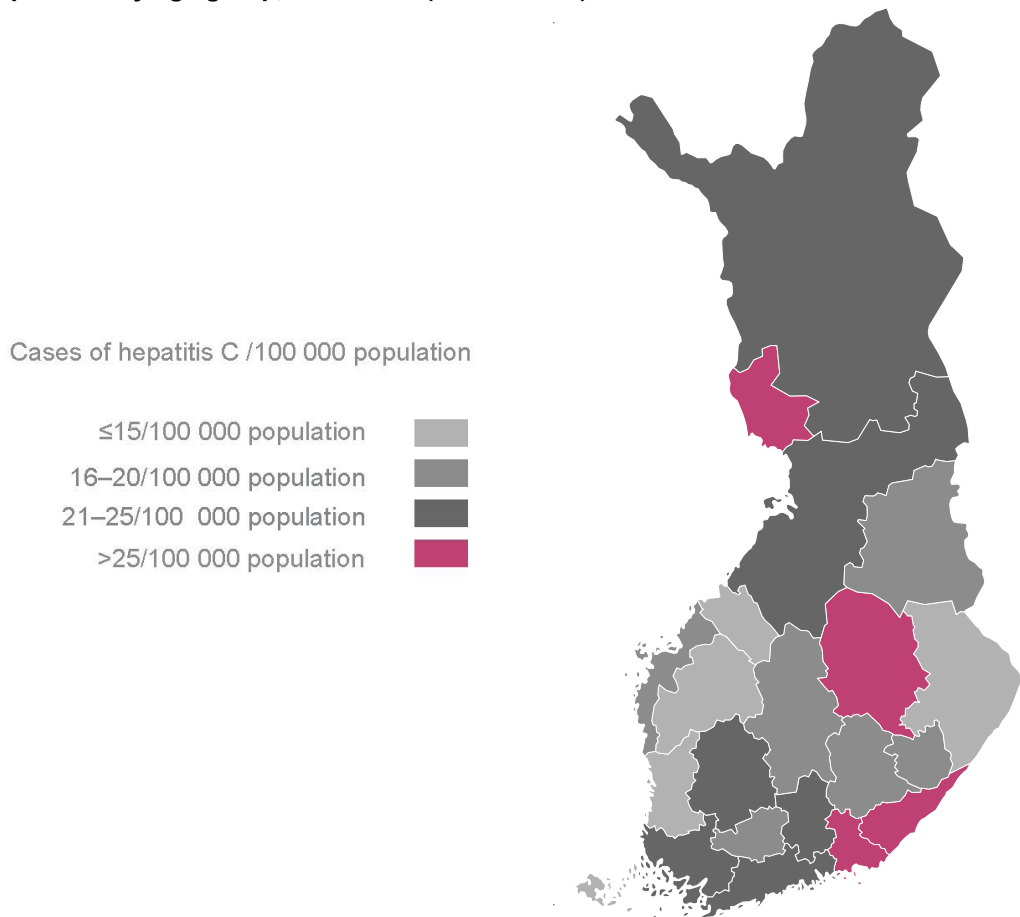 Cases of hepatitis C /100 000 population
≤15/100 000 population
16–20/100 000 population
21–25/100 000 population
>25/100 000 population